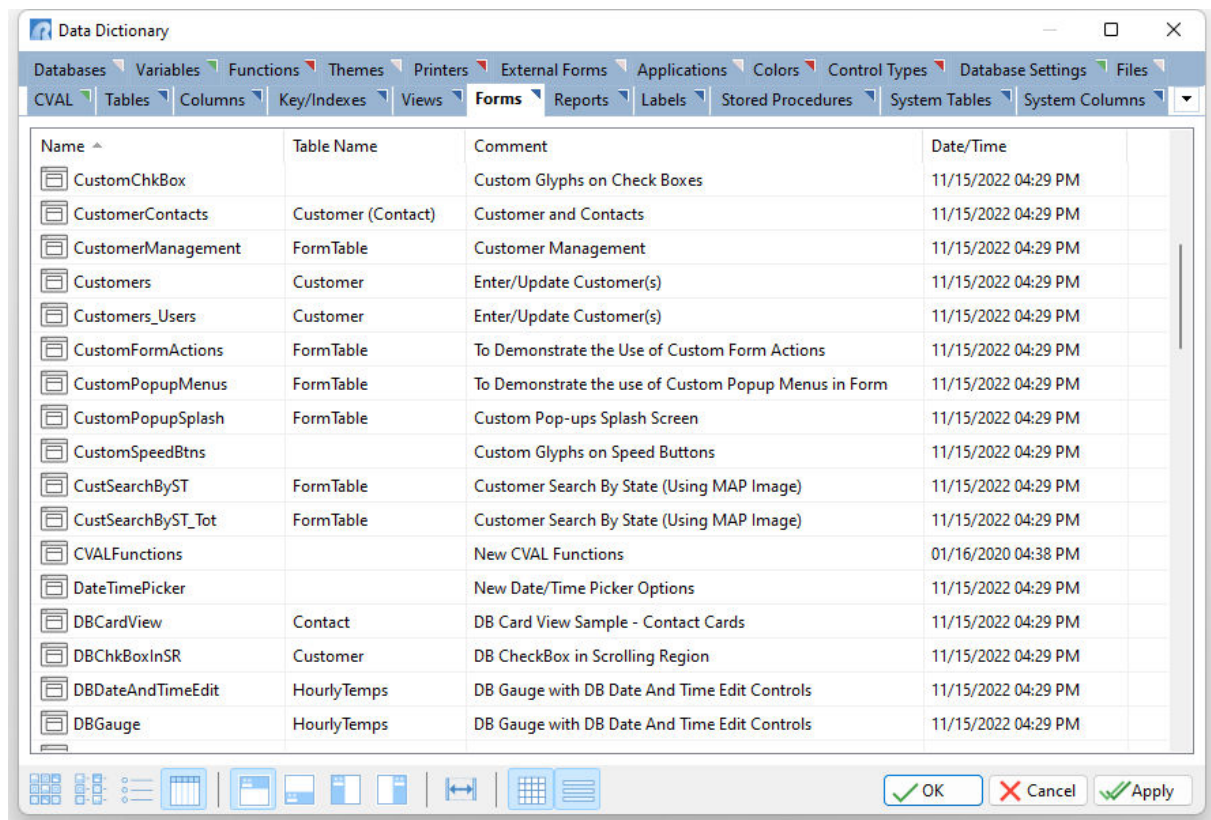 Data Dictionary
Databases Variables Functions Themes Printers External Forms Applications Colors Control Types Database Settings Files
CVAL Tables Columns Key/Indexes Views Forms Reports Labels Stored Procedures System Tables System Columns
Name Table Name Comment Date/Time
CustomChkBox Custom Glyphs on Check Boxes 11/15/2022 04:29 PM
CustomerContacts Customer (Contact) Customer and Contacts 11/15/2022 04:29 PM
CustomerManagement FormTable Customer Management 11/15/2022 04:29 PM
Customers Customer Enter/Update Customer(s) 11/15/2022 04:29 PM
Customers_Users Customer Enter/Update Customer(s) 11/15/2022 04:29 PM
CustomFormActions FormTable To Demonstrate the Use of Custom Form Actions 11/15/2022 04:29 PM
CustomPopupMenus FormTable To Demonstrate the use of Custom Popup Menus in Form 11/15/2022 04:29 PM
CustomPopupSplash FormTable Custom Pop-ups Splash Screen 11/15/2022 04:29 PM
CustomSpeedBtns Custom Glyphs on Speed Buttons 11/15/2022 04:29 PM
CustSearchByST FormTable Customer Search By State (Using MAP Image) 11/15/2022 04:29 PM
CustSearchByST_Tot FormTable Customer Search By State (Using MAP Image) 11/15/2022 04:29 PM
CVALFunctions New CVAL Functions 01/16/2020 04:38 PM
DateTimePicker New Date/Time Picker Options 11/15/2022 04:29 PM
DBCardView Contact DB Card View Sample - Contact Cards 11/15/2022 04:29 PM
DBChkBoxInSR Customer DB CheckBox in Scrolling Region 11/15/2022 04:29 PM
DBDateAndTimeEdit HourlyTemps DB Gauge with DB Date And Time Edit Controls 11/15/2022 04:29 PM
DBGauge HourlyTemps DB Gauge with DB Date And Time Edit Controls 11/15/2022 04:29 PM
OK Cancel Apply